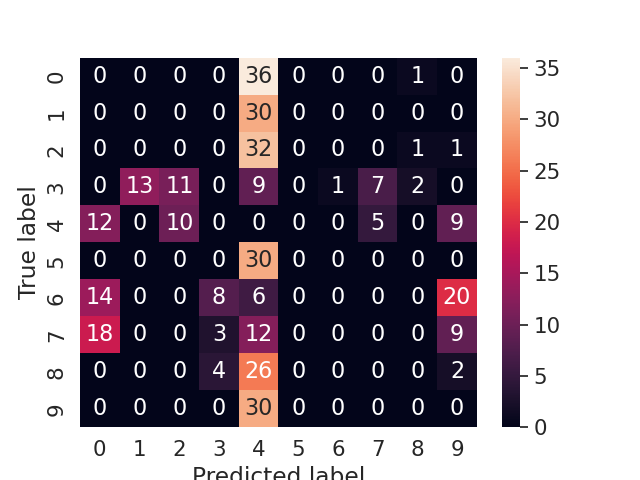 0 0 0 0 0 36 0 0 0 1 0
1 0 0 0 0 30 0 0 0 0 0
2 0 0 0 0 32 0 0 0 1 1
3 0 13 11 0 9 0 1 7 2 0
4 12 0 10 0 0 0 0 5 0 9
5 0 0 0 0 30 0 0 0 0 0
6 14 0 0 8 6 0 0 0 0 20
7 18 0 0 3 12 0 0 0 0 9
8 0 0 0 4 26 0 0 0 0 2
9 0 0 0 0 30 0 0 0 0 0
0 1 2 3 4 5 6 7 8 9
True label
Predicted label
35
30
25
20
15
10
5
0